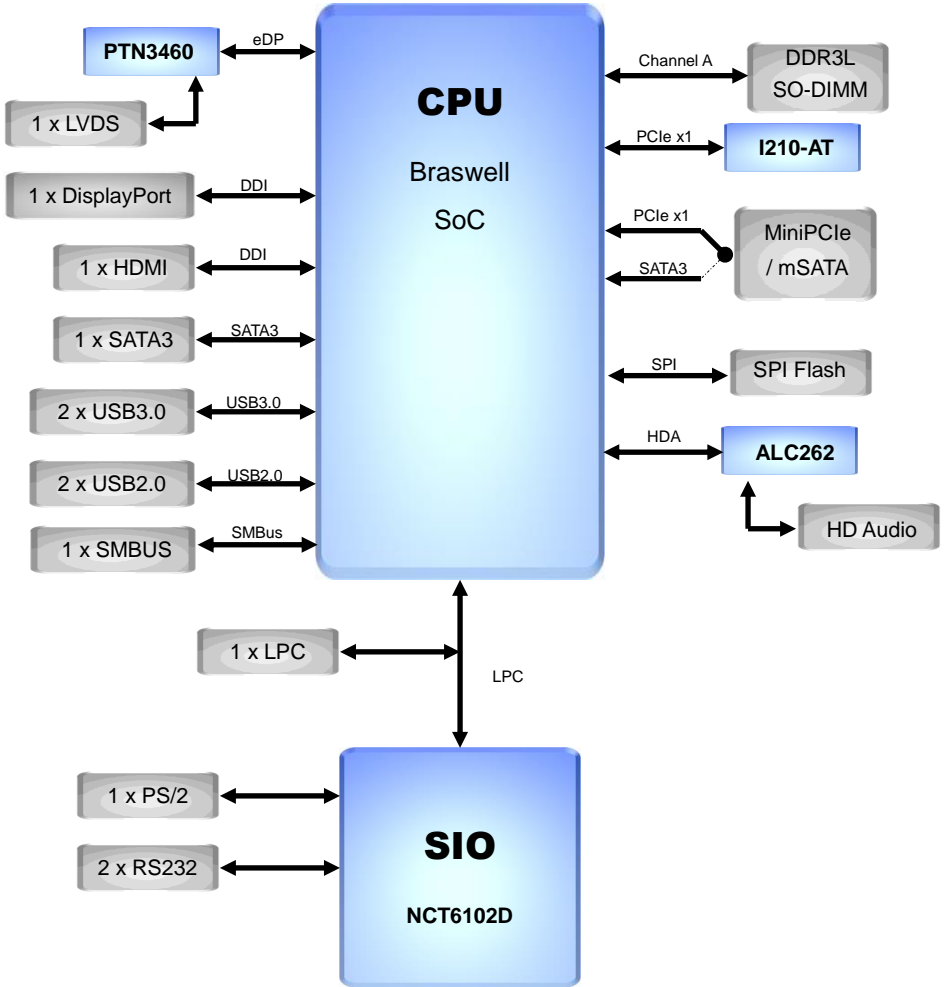 PTN3460
eDP
1 x LVDS
1 x DisplayPort
DDI
1 x HDMI
DDI
1 x SATA3
SATA3
2 x USB3.0
USB3.0
2 x USB2.0
USB2.0
1 x SMBUS
SMBus
CPU
Braswell
SoC
Channel A
DDR3L
SO-DIMM
PCIe x1
I210-AT
PCIe x1
SATA3
MiniPCIe
/ mSATA
SPI
SPI Flash
HDA
ALC262
HD Audio
1 x LPC
LPC
1 x PS/2
2 x RS232
SIO
NCT6102D